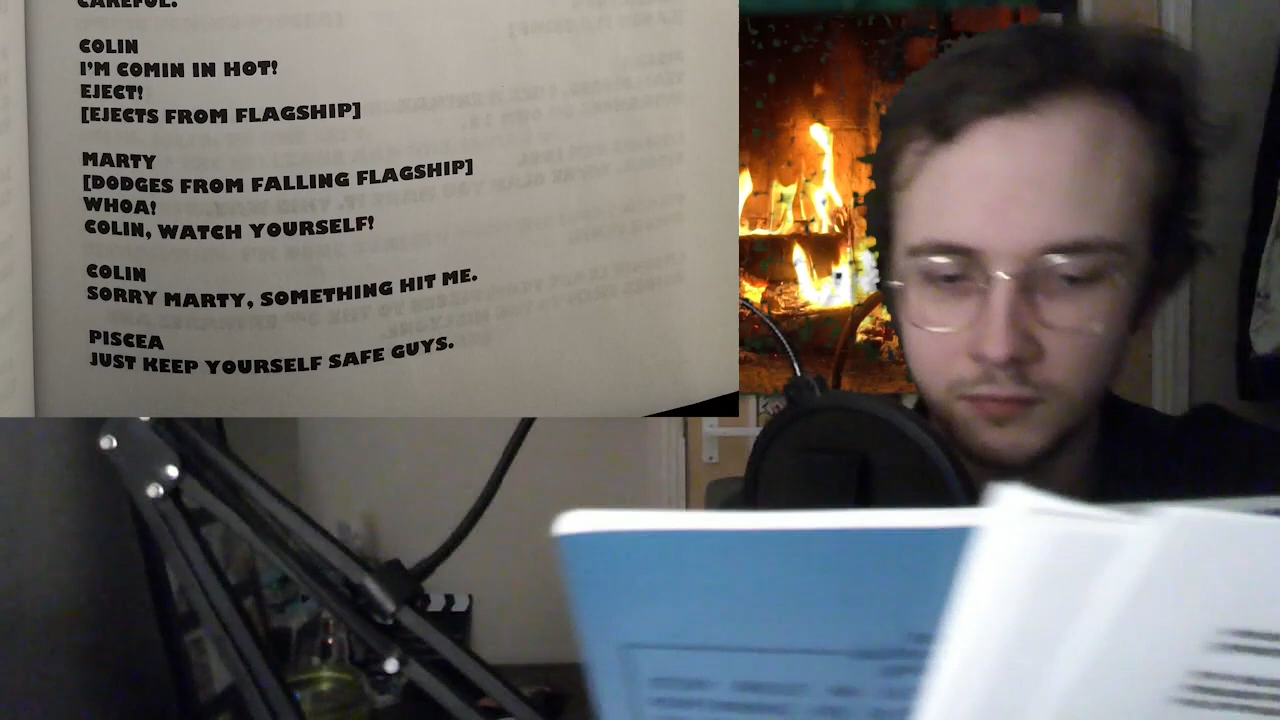 CAREFUL.
COLIN
I'M COMIN IN HOT!
EJECT!
[EJECTS FROM FLAGSHIP]
MARTY
[DODGES FROM FALLING FLAGSHIP]
WHOA!
COLIN, WATCH YOURSELF!
COLIN
SORRY MARTY, SOMETHING HIT ME.
PISCEA
JUST KEEP YOURSELF SAFE GUYS.